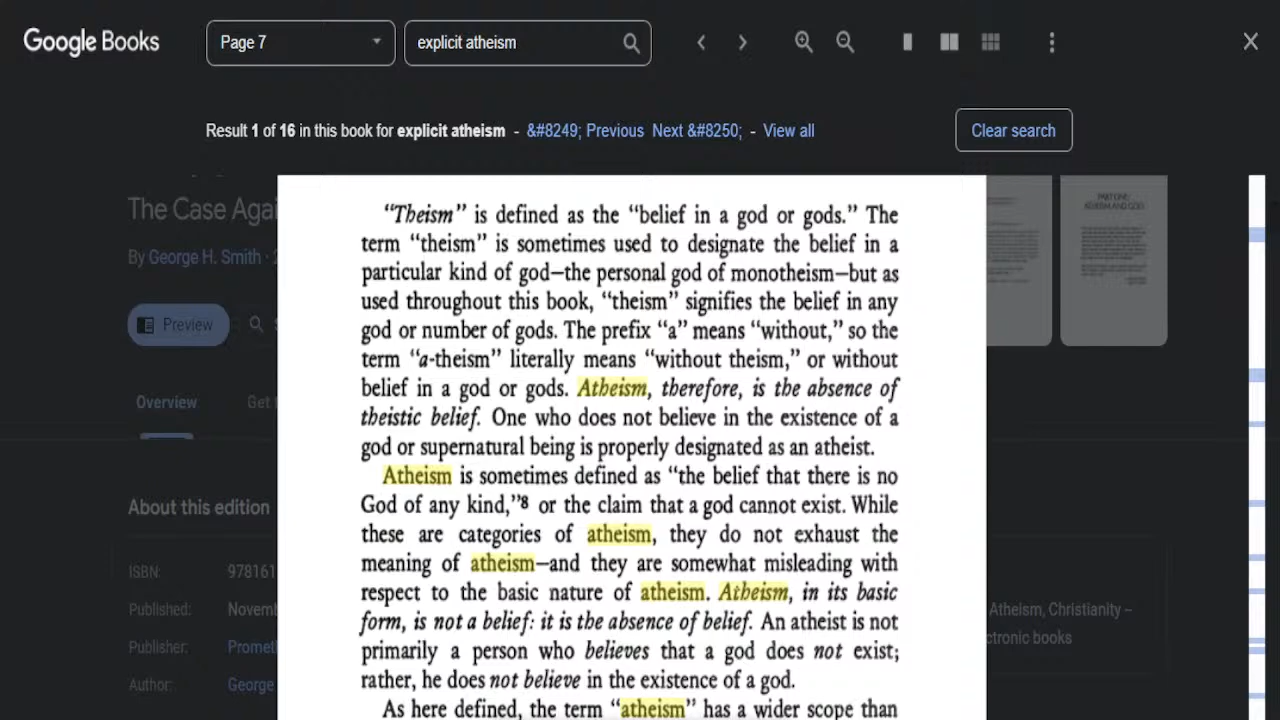 Google Books
Page 7
explicit atheism
Result 1 of 16 in this book for explicit atheism - &#8249; Previous Next &#8250; - View all
Clear search
The Case Agai
By George H. Smith ·
Preview
Overview
Get
About this edition
ISBN:
978161
Published:
Novemb
Publisher:
Promet
Author:
George
“Theism” is defined as the “belief in a god or gods.” The
term “theism” is sometimes used to designate the belief in a
particular kind of god—the personal god of monotheism—but as
used throughout this book, “theism” signifies the belief in any
god or number of gods. The prefix “a” means “without,” so the
term “a-theism” literally means “without theism,” or without
belief in a god or gods. Atheism, therefore, is the absence of
theistic belief. One who does not believe in the existence of a
god or supernatural being is properly designated as an atheist.
Atheism is sometimes defined as “the belief that there is no
God of any kind,”8 or the claim that a god cannot exist. While
these are categories of atheism, they do not exhaust the
meaning of atheism—and they are somewhat misleading with
respect to the basic nature of atheism. Atheism, in its basic
form, is not a belief: it is the absence of belief. An atheist is not
primarily a person who believes that a god does not exist;
rather, he does not believe in the existence of a god.
As here defined, the term “atheism” has a wider scope than
PART ONE:
ATHEISM AND GOD
Atheism, Christianity –
ctronic books